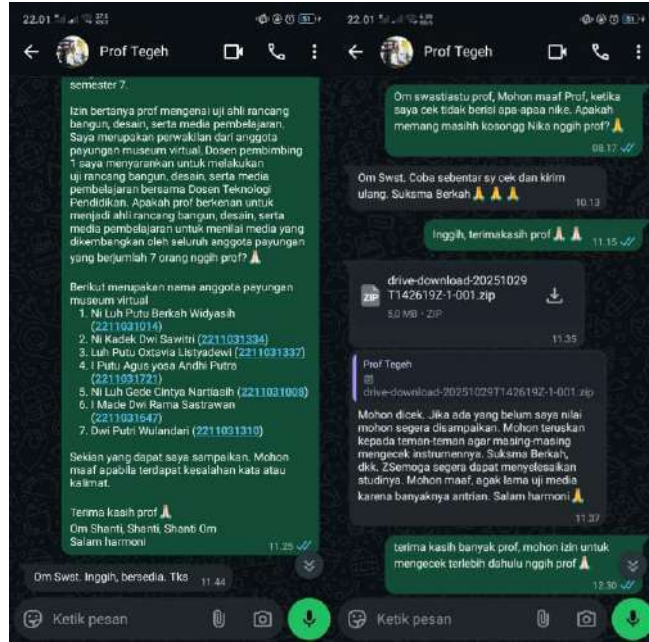 22.01
Prof Tegeh
semester 7.
Izin bertanya prof mengenai uji ahli rancang
bangun, desain, serta media pembelajaran.
Saya merupakan perwakilan dari anggota
payungan museum virtual. Dosen pembimbing
1 saya menyarankan untuk melakukan
uji rancang bangun, desain, serta media
pembelajaran bersama Dosen Teknologi
Pendidikan. Apakah prof berkenan untuk
menjadi ahli rancang bangun, desain, serta
media pembelajaran untuk menilai media yang
dikembangkan oleh seluruh anggota payungan
yang berjumlah 7 orang nggih prof? 🙏
Berikut merupakan nama anggota payungan
museum virtual
1. Ni Luh Putu Berkah Widyasih
(2211031014)
2. Ni Kadek Dwi Sawitri (2211031334)
3. Luh Putu Oxtavia Listyadewi (2211031337)
4. I Putu Agus yosa Andhi Putra
(2211031721)
5. Ni Luh Gede Cintya Nartiasih (2211031008)
6. I Made Dwi Rama Sastrawan
(2211031647)
7. Dwi Putri Wulandari (2211031310)
Sekian yang dapat saya sampaikan. Mohon
maaf apabila terdapat kesalahan kata atau
kalimat.
Terima kasih prof 🙏
Om Shanti, Shanti, Shanti Om
Salam harmoni
11.25
Om Swst. Inggih, bersedia. Tks 11.44
Ketik pesan
22.01
Prof Tegeh
Om swastiastu prof, Mohon maaf Prof, ketika
saya cek tidak berisi apa-apaa nike. Apakah
memang masihh kosongg Nika nggih prof? 🙏
08.17
Om Swst. Coba sebentar sy cek dan kirim
ulang. Suksma Berkah 🙏 🙏 🙏
10.13
Inggih, terimakasih prof 🙏 🙏
11.15
drive-download-20251029
T142619Z-1-001.zip
ZIP
5,0 MB • ZIP
11.35
Prof Tegeh
drive-download-20251029T142619Z-1-001.zip
Mohon dicek. Jika ada yang belum saya nilai
mohon segera disampaikan. Mohon teruskan
kepada teman-teman agar masing-masing
mengecek instrumennya. Suksma Berkah,
dkk. ZSemoga segera dapat menyelesaikan
studinya. Mohon maaf, agak lama uji media
karena banyaknya antrian. Salam harmoni 🙏
11.37
terima kasih banyak prof, mohon izin untuk
mengecek terlebih dahulu nggih prof 🙏
12.30
Ketik pesan